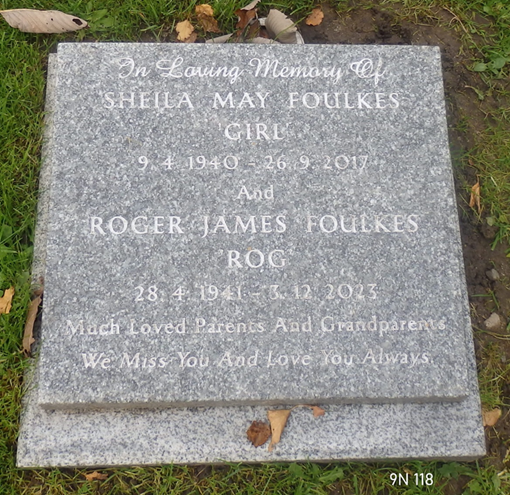 In Loving Memory Of
SHEILA MAY FOULKES
'GIRL'
9. 4. 1940 - 26. 9. 2017
And
ROGER JAMES FOULKES
'ROG'
28. 4. 1941 - 3. 12. 2023
Much Loved Parents And Grandparents
We Miss You And Love You Always.
9N 118